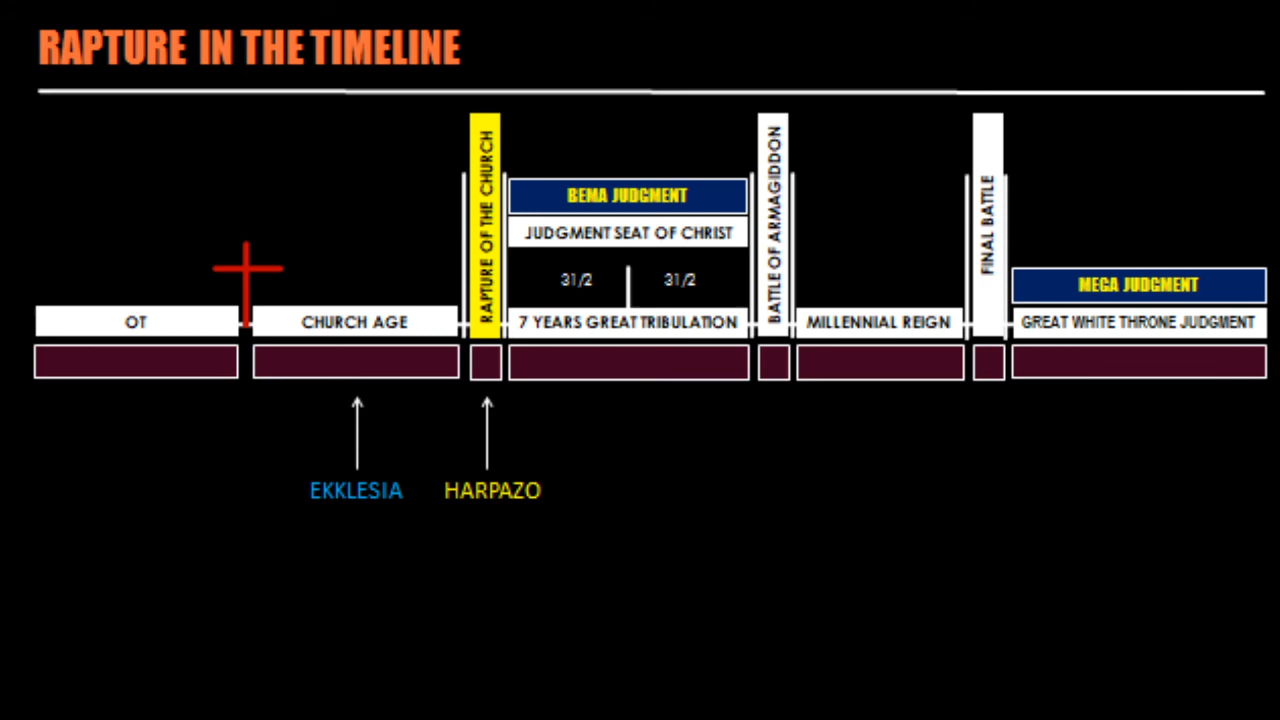 RAPTURE IN THE TIMELINE
RAPTURE OF THE CHURCH
BEMA JUDGMENT
JUDGMENT SEAT OF CHRIST
31/2
31/2
BATTLE OF ARMAGIDDON
FINAL BATTLE
MEGA JUDGMENT
OT
CHURCH AGE
7 YEARS GREAT TRIBULATION
MILLENNIAL REIGN
GREAT WHITE THRONE JUDGMENT
EKKLESIA
HARPAZO